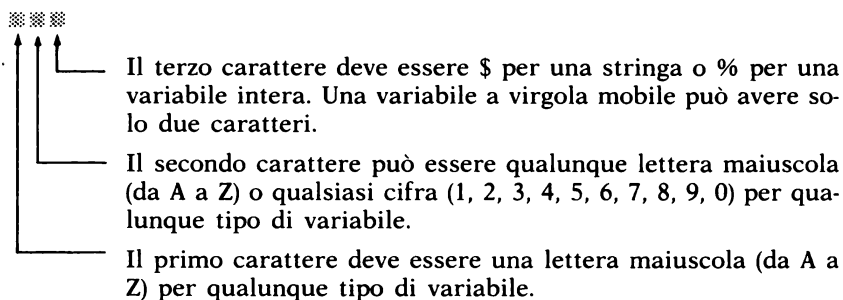 Il terzo carattere deve essere $ per una stringa o % per una
variabile intera. Una variabile a virgola mobile può avere so-
lo due caratteri.
Il secondo carattere può essere qualunque lettera maiuscola
(da A a Z) o qualsiasi cifra (1, 2, 3, 4, 5, 6, 7, 8, 9, 0) per qua-
lunque tipo di variabile.
Il primo carattere deve essere una lettera maiuscola (da A a
Z) per qualunque tipo di variabile.